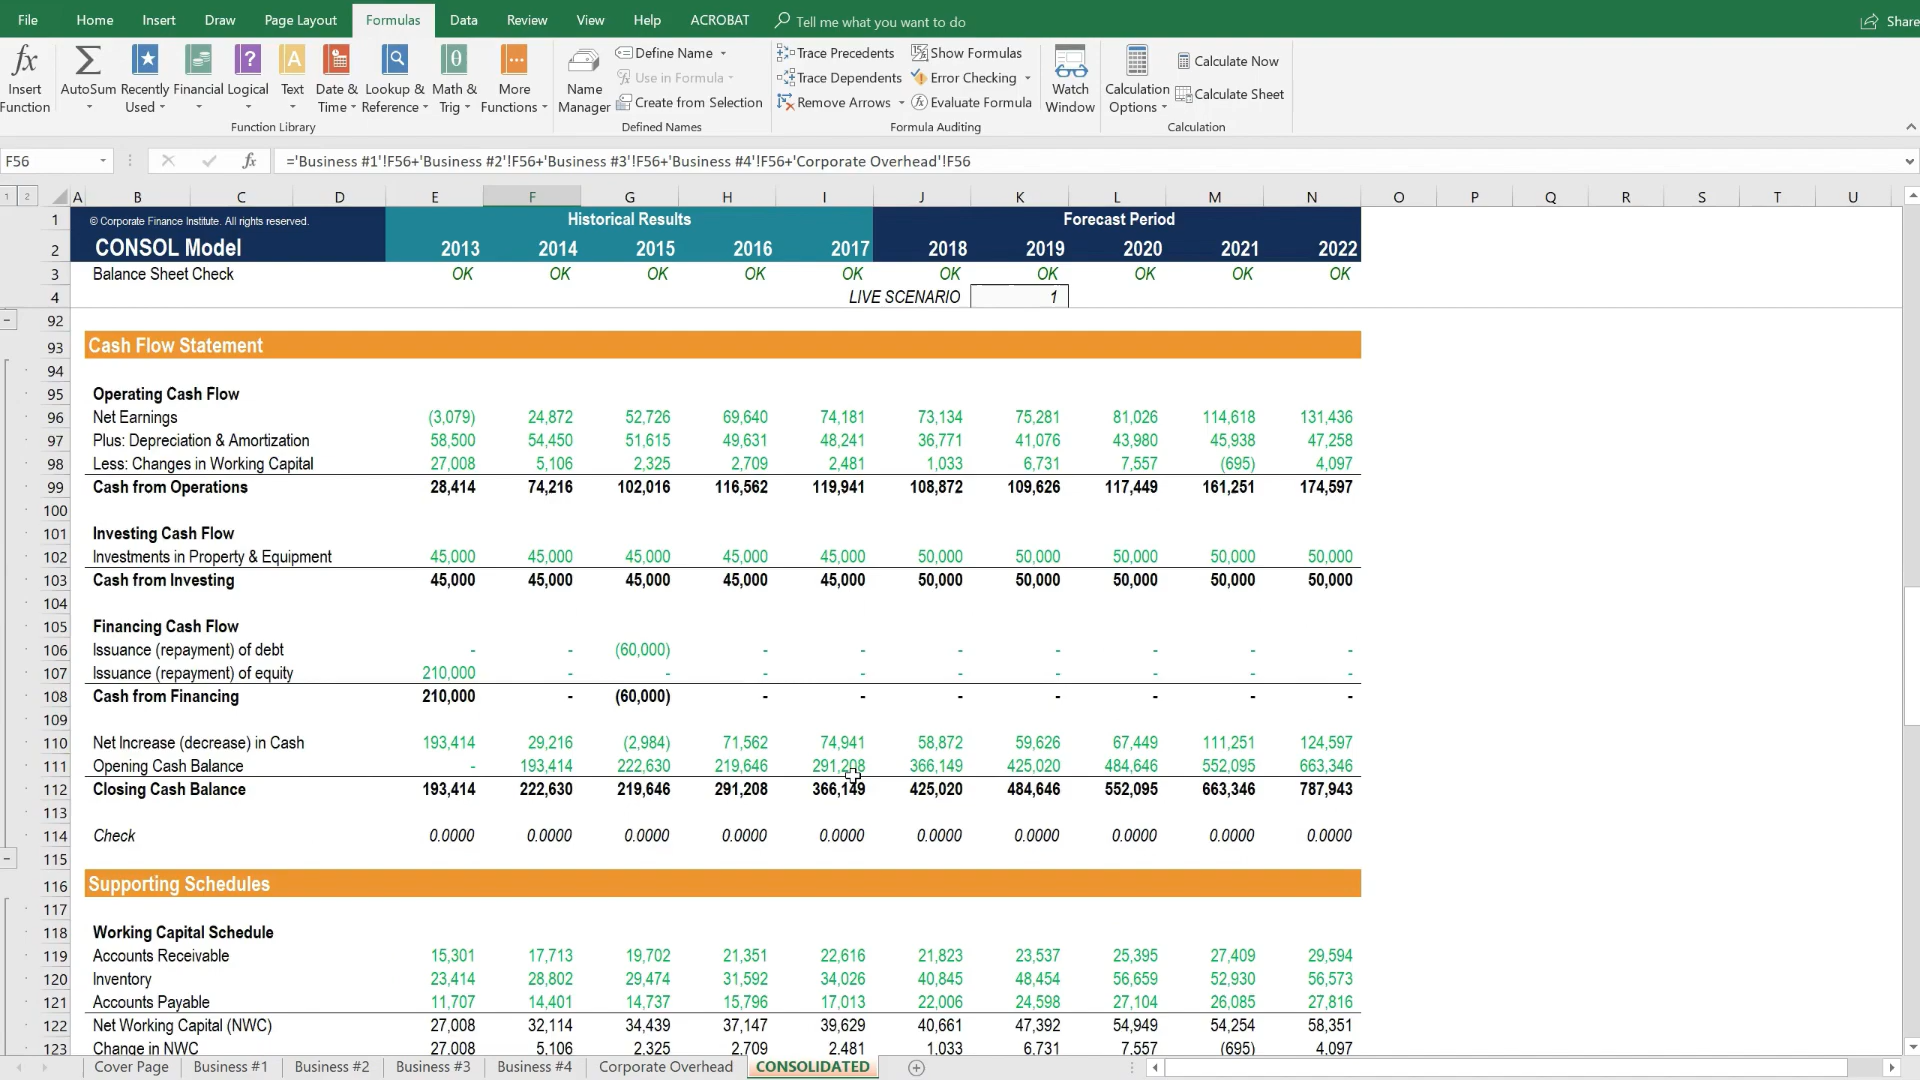 File Home Insert Draw Page Layout Formulas Data Review View Help ACROBAT Tell me what you want to do Share
Insert Function AutoSum Recently Used Financial Logical Text Date & Time Lookup & Reference Math & Trig More Functions
Function Library
Name Manager Define Name Use in Formula Create from Selection
Defined Names
Trace Precedents Trace Dependents Remove Arrows Show Formulas Error Checking Evaluate Formula
Formula Auditing
Watch Window Calculation Options Calculate Now Calculate Sheet
Calculation
F56 fx ='Business #1'!F56+'Business #2'!F56+'Business #3'!F56+'Business #4'!F56+'Corporate Overhead'!F56
1 2 A B C D E F G H I J K L M N O P Q R S T U
1 © Corporate Finance Institute. All rights reserved. Historical Results Forecast Period
2 CONSOL Model 2013 2014 2015 2016 2017 2018 2019 2020 2021 2022
3 Balance Sheet Check OK OK OK OK OK OK OK OK OK OK
4 LIVE SCENARIO 1
92
93 Cash Flow Statement
94
95 Operating Cash Flow
96 Net Earnings (3,079) 24,872 52,726 69,640 74,181 73,134 75,281 81,026 114,618 131,436
97 Plus: Depreciation & Amortization 58,500 54,450 51,615 49,631 48,241 36,771 41,076 43,980 45,938 47,258
98 Less: Changes in Working Capital 27,008 5,106 2,325 2,709 2,481 1,033 6,731 7,557 (695) 4,097
99 Cash from Operations 28,414 74,216 102,016 116,562 119,941 108,872 109,626 117,449 161,251 174,597
100
101 Investing Cash Flow
102 Investments in Property & Equipment 45,000 45,000 45,000 45,000 45,000 50,000 50,000 50,000 50,000 50,000
103 Cash from Investing 45,000 45,000 45,000 45,000 45,000 50,000 50,000 50,000 50,000 50,000
104
105 Financing Cash Flow
106 Issuance (repayment) of debt - - (60,000) - - - - - - -
107 Issuance (repayment) of equity 210,000 - - - - - - - - -
108 Cash from Financing 210,000 - (60,000) - - - - - - -
109
110 Net Increase (decrease) in Cash 193,414 29,216 (2,984) 71,562 74,941 58,872 59,626 67,449 111,251 124,597
111 Opening Cash Balance - 193,414 222,630 219,646 291,208 366,149 425,020 484,646 552,095 663,346
112 Closing Cash Balance 193,414 222,630 219,646 291,208 366,149 425,020 484,646 552,095 663,346 787,943
113
114 Check 0.0000 0.0000 0.0000 0.0000 0.0000 0.0000 0.0000 0.0000 0.0000 0.0000
115
116 Supporting Schedules
117
118 Working Capital Schedule
119 Accounts Receivable 15,301 17,713 19,702 21,351 22,616 21,823 23,537 25,395 27,409 29,594
120 Inventory 23,414 28,802 29,474 31,592 34,026 40,845 48,454 56,659 52,930 56,573
121 Accounts Payable 11,707 14,401 14,737 15,796 17,013 22,006 24,598 27,104 26,085 27,816
122 Net Working Capital (NWC) 27,008 32,114 34,439 37,147 39,629 40,661 47,392 54,949 54,254 58,351
123 Change in NWC 27,008 5,106 2,325 2,709 2,481 1,033 6,731 7,557 (695) 4,097
Cover Page Business #1 Business #2 Business #3 Business #4 Corporate Overhead CONSOLIDATED